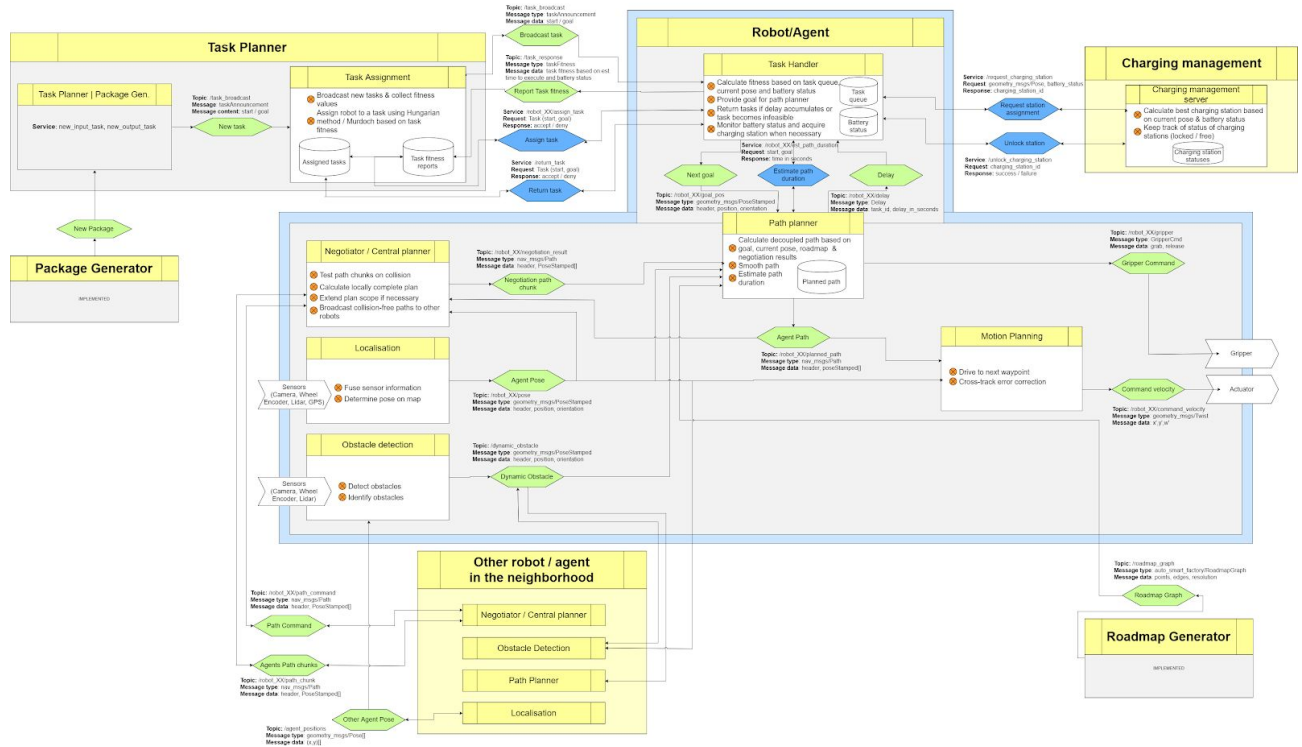 Topic: /task_broadcast
Message type: taskAnnouncement
Message data: start / goal
Broadcast task
Task Planner
Robot/Agent
Topic: /task_response
Message type: taskFitness
Message data: task fitness based on est
time to execute and battery status
Report Task fitness
Task Planner | Package Gen.
Service: new_input_task, new_output_task
Topic: /task_broadcast
Message: taskAnnouncement
Message content: start / goal
New task
Task Assignment
Broadcast new tasks & collect fitness
values
Assign robot to a task using Hungarian
method / Murdoch based on task
fitness
Assigned tasks
Task fitness
reports
Service: /robot_XX/assign_task
Request: Task (start, goal)
Response: accept / deny
Assign task
Service: /return_task
Request: Task (start, goal)
Response: accept / deny
Return task
Task Handler
Calculate fitness based on task queue,
current pose and battery status
Provide goal for path planner
Return tasks if delay accumulates or
task becomes infeasible
Monitor battery status and acquire
charging station when necessary
Task
queue
Battery
status
Service: /request_charging_station
Request: geometry_msgs/Pose, battery_status
Response: charging_station_id
Request station
assignment
Unlock station
Service: /unlock_charging_station
Request: charging_station_id
Response: success / failure
Charging management
Charging management
server
Calculate best charging station based
on current pose & battery status
Keep track of status of charging
stations (locked / free)
Charging station
statuses
Service: /robot_XX/est_path_duration
Request: start, goal
Response: time in seconds
Next goal
Estimate path
duration
Delay
Topic: /robot_XX/goal_pos
Message type: geometry_msgs/PoseStamped
Message data: header, position, orientation
Topic: /robot_XX/delay
Message type: Delay
Message data: task_id, delay_in_seconds
New Package
Package Generator
IMPLEMENTED
Negotiator / Central planner
Test path chunks on collision
Calculate locally complete plan
Extend plan scope if necessary
Broadcast collision-free paths to other
robots
Topic: /robot_XX/negotiation_result
Message type: nav_msgs/Path
Message data: header, PoseStamped[]
Negotiation path
chunk
Path planner
Calculate decoupled path based on
goal, current pose, roadmap &
negotiation results
Smooth path
Estimate path
duration
Planned path
Topic: /robot_XX/gripper
Message type: GripperCmd
Message data: grab, release
Gripper Command
Agent Path
Topic: /robot_XX/planned_path
Message type: nav_msgs/Path
Message data: header, poseStamped[]
Motion Planning
Drive to next waypoint
Cross-track error correction
Gripper
Actuator
Command velocity
Topic: /robot_XX/command_velocity
Message type: geometry_msgs/Twist
Message data: x',y',w'
Localisation
Fuse sensor information
Determine pose on map
Sensors
(Camera, Wheel
Encoder, Lidar, GPS)
Agent Pose
Topic: /robot_XX/pose
Message type: geometry_msgs/PoseStamped
Message data: header, position, orientation
Obstacle detection
Detect obstacles
Identify obstacles
Sensors
(Camera, Wheel
Encoder, Lidar)
Topic: /dynamic_obstacle
Message type: geometry_msgs/PoseStamped
Message data: header, position, orientation
Dynamic Obstacle
Other robot / agent
in the neighborhood
Negotiator / Central planner
Obstacle Detection
Path Planner
Localisation
Topic: /robot_XX/path_command
Message type: nav_msgs/Path
Message data: header, PoseStamped[]
Path Command
Agents Path chunks
Topic: /robot_XX/path_chunk
Message type: nav_msgs/Path
Message data: header, PoseStamped[]
Other Agent Pose
Topic: /agent_positions
Message type: geometry_msgs/Pose[]
Message data: (x,y)[]
Topic: /roadmap_graph
Message type: auto_smart_factory/RoadmapGraph
Message data: points, edges, resolution
Roadmap Graph
Roadmap Generator
IMPLEMENTED